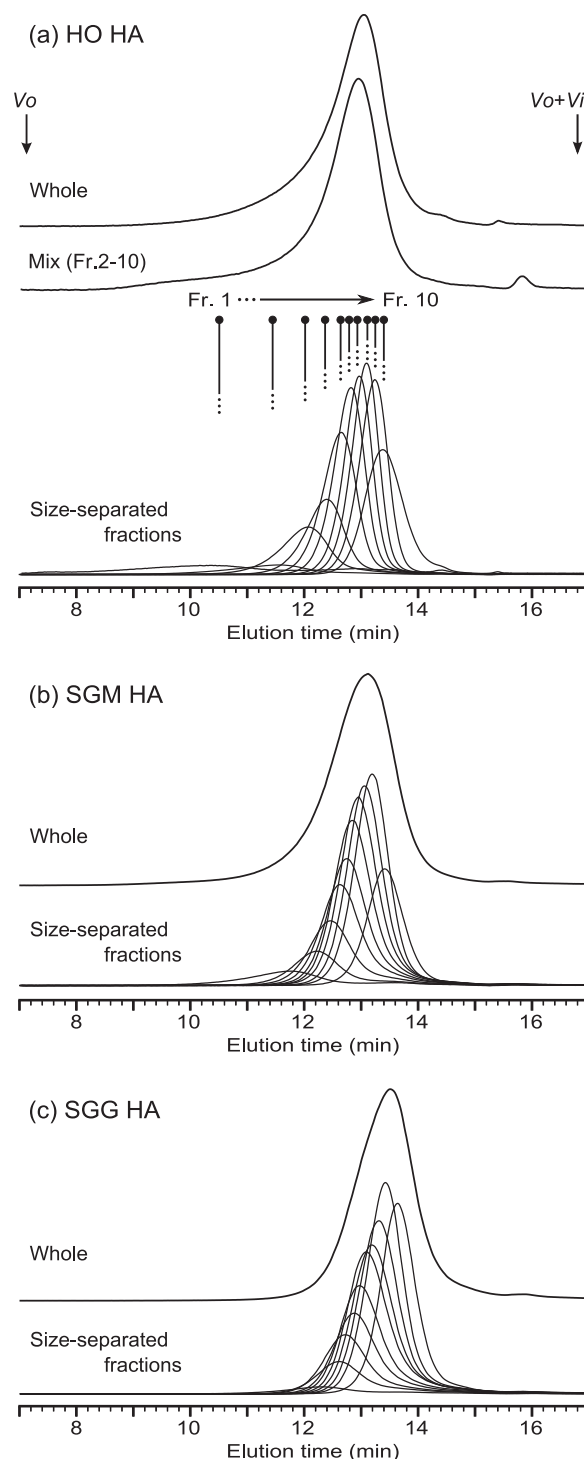 (a) HO HA
Vo
Vo+Vi
Whole
Mix (Fr.2-10)
Fr. 1
Fr. 10
Size-separated
fractions
8 10 12 14 16
Elution time (min)
(b) SGM HA
Whole
Size-separated
fractions
8 10 12 14 16
Elution time (min)
(c) SGG HA
Whole
Size-separated
fractions
8 10 12 14 16
Elution time (min)